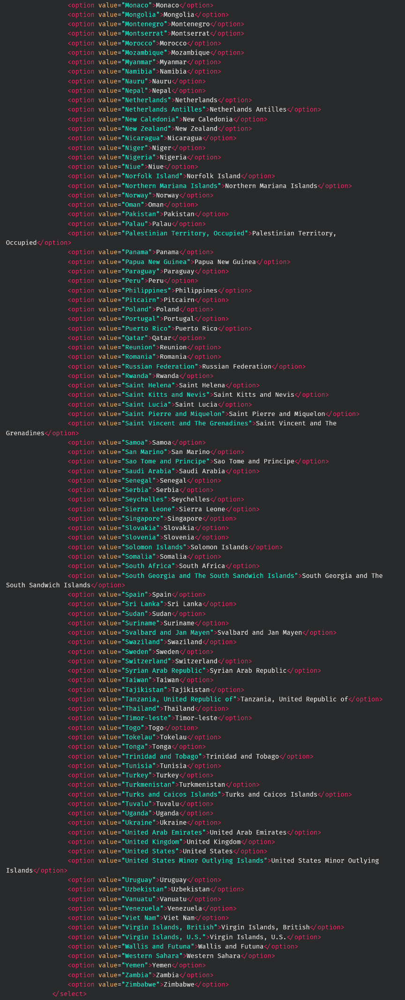 <option value="Monaco">Monaco</option>
<option value="Mongolia">Mongolia</option>
<option value="Montenegro">Montenegro</option>
<option value="Montserrat">Montserrat</option>
<option value="Morocco">Morocco</option>
<option value="Mozambique">Mozambique</option>
<option value="Myanmar">Myanmar</option>
<option value="Namibia">Namibia</option>
<option value="Nauru">Nauru</option>
<option value="Nepal">Nepal</option>
<option value="Netherlands">Netherlands</option>
<option value="Netherlands Antilles">Netherlands Antilles</option>
<option value="New Caledonia">New Caledonia</option>
<option value="New Zealand">New Zealand</option>
<option value="Nicaragua">Nicaragua</option>
<option value="Niger">Niger</option>
<option value="Nigeria">Nigeria</option>
<option value="Niue">Niue</option>
<option value="Norfolk Island">Norfolk Island</option>
<option value="Northern Mariana Islands">Northern Mariana Islands</option>
<option value="Norway">Norway</option>
<option value="Oman">Oman</option>
<option value="Pakistan">Pakistan</option>
<option value="Palau">Palau</option>
<option value="Palestinian Territory, Occupied">Palestinian Territory,
Occupied</option>
<option value="Panama">Panama</option>
<option value="Papua New Guinea">Papua New Guinea</option>
<option value="Paraguay">Paraguay</option>
<option value="Peru">Peru</option>
<option value="Philippines">Philippines</option>
<option value="Pitcairn">Pitcairn</option>
<option value="Poland">Poland</option>
<option value="Portugal">Portugal</option>
<option value="Puerto Rico">Puerto Rico</option>
<option value="Qatar">Qatar</option>
<option value="Reunion">Reunion</option>
<option value="Romania">Romania</option>
<option value="Russian Federation">Russian Federation</option>
<option value="Rwanda">Rwanda</option>
<option value="Saint Helena">Saint Helena</option>
<option value="Saint Kitts and Nevis">Saint Kitts and Nevis</option>
<option value="Saint Lucia">Saint Lucia</option>
<option value="Saint Pierre and Miquelon">Saint Pierre and Miquelon</option>
<option value="Saint Vincent and The Grenadines">Saint Vincent and The
Grenadines</option>
<option value="Samoa">Samoa</option>
<option value="San Marino">San Marino</option>
<option value="Sao Tome and Principe">Sao Tome and Principe</option>
<option value="Saudi Arabia">Saudi Arabia</option>
<option value="Senegal">Senegal</option>
<option value="Serbia">Serbia</option>
<option value="Seychelles">Seychelles</option>
<option value="Sierra Leone">Sierra Leone</option>
<option value="Singapore">Singapore</option>
<option value="Slovakia">Slovakia</option>
<option value="Slovenia">Slovenia</option>
<option value="Solomon Islands">Solomon Islands</option>
<option value="Somalia">Somalia</option>
<option value="South Africa">South Africa</option>
<option value="South Georgia and The South Sandwich Islands">South Georgia and The
South Sandwich Islands</option>
<option value="Spain">Spain</option>
<option value="Sri Lanka">Sri Lanka</option>
<option value="Sudan">Sudan</option>
<option value="Suriname">Suriname</option>
<option value="Svalbard and Jan Mayen">Svalbard and Jan Mayen</option>
<option value="Swaziland">Swaziland</option>
<option value="Sweden">Sweden</option>
<option value="Switzerland">Switzerland</option>
<option value="Syrian Arab Republic">Syrian Arab Republic</option>
<option value="Taiwan">Taiwan</option>
<option value="Tajikistan">Tajikistan</option>
<option value="Tanzania, United Republic of">Tanzania, United Republic of</option>
<option value="Thailand">Thailand</option>
<option value="Timor-leste">Timor-leste</option>
<option value="Togo">Togo</option>
<option value="Tokelau">Tokelau</option>
<option value="Tonga">Tonga</option>
<option value="Trinidad and Tobago">Trinidad and Tobago</option>
<option value="Tunisia">Tunisia</option>
<option value="Turkey">Turkey</option>
<option value="Turkmenistan">Turkmenistan</option>
<option value="Turks and Caicos Islands">Turks and Caicos Islands</option>
<option value="Tuvalu">Tuvalu</option>
<option value="Uganda">Uganda</option>
<option value="Ukraine">Ukraine</option>
<option value="United Arab Emirates">United Arab Emirates</option>
<option value="United Kingdom">United Kingdom</option>
<option value="United States">United States</option>
<option value="United States Minor Outlying Islands">United States Minor Outlying
Islands</option>
<option value="Uruguay">Uruguay</option>
<option value="Uzbekistan">Uzbekistan</option>
<option value="Vanuatu">Vanuatu</option>
<option value="Venezuela">Venezuela</option>
<option value="Viet Nam">Viet Nam</option>
<option value="Virgin Islands, British">Virgin Islands, British</option>
<option value="Virgin Islands, U.S.">Virgin Islands, U.S.</option>
<option value="Wallis and Futuna">Wallis and Futuna</option>
<option value="Western Sahara">Western Sahara</option>
<option value="Yemen">Yemen</option>
<option value="Zambia">Zambia</option>
<option value="Zimbabwe">Zimbabwe</option>
</select>